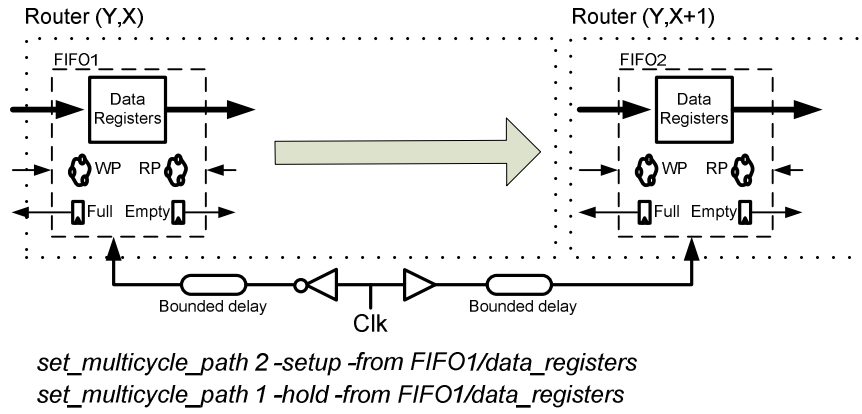 Router (Y,X)
Router (Y,X+1)
FIFO1
FIFO2
Data
Registers
Data
Registers
WP
RP
WP
RP
Full
Empty
Full
Empty
Bounded delay
Bounded delay
Clk
set_multicycle_path 2 -setup -from FIFO1/data_registers
set_multicycle_path 1 -hold -from FIFO1/data_registers